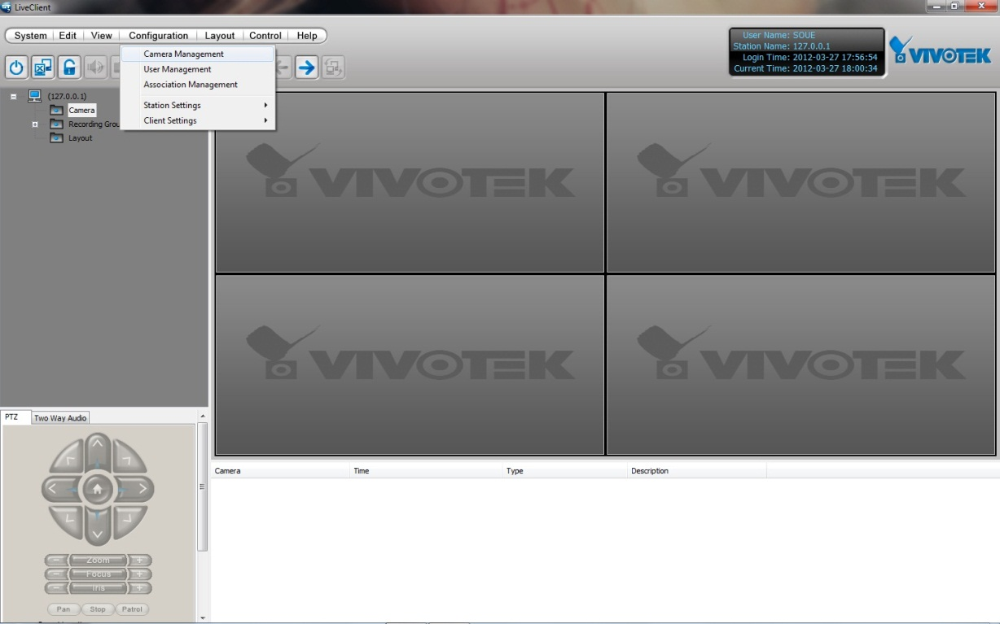 LiveClient
System Edit View Configuration Layout Control Help
User Name: SOUE
Station Name: 127.0.0.1
Login Time: 2012-03-27 17:56:54
Current Time: 2012-03-27 18:00:34
VIVOTEK
Camera Management
User Management
Association Management
Station Settings
Client Settings
(127.0.0.1)
Camera
Recording Grou
Layout
VIVOTEK VIVOTEK
VIVOTEK VIVOTEK
PTZ Two Way Audio
Zoom
Focus
Iris
Pan Stop Patrol
Camera Time Type Description